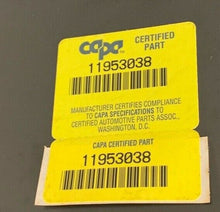 capa CERTIFIED
PART
11953038
MANUFACTURER CERTIFIES COMPLIANCE
TO CAPA SPECIFICATIONS TO
CERTIFIED AUTOMOTIVE PARTS ASSOC.,
WASHINGTON, D.C.
CAPA CERTIFIED PART
11953038